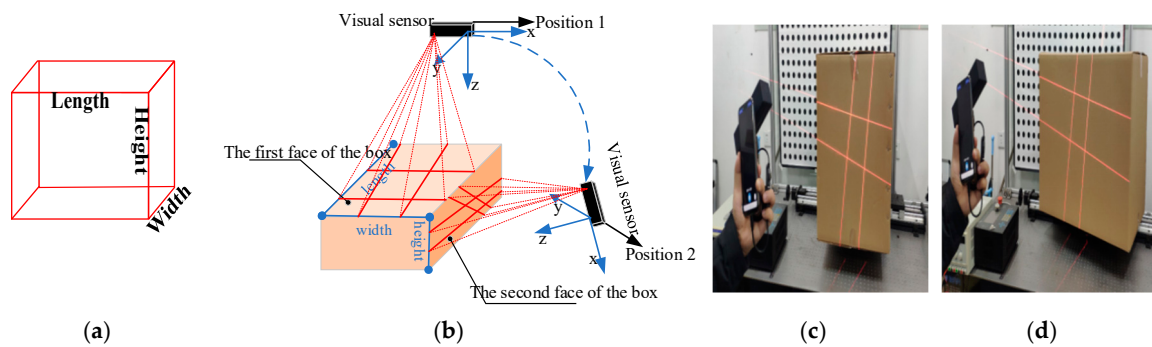 Length
Height
Width
(a)
Visual sensor
Position 1
x
y
z
The first face of the box
length
width
height
Visual sensor
y
z
x
Position 2
The second face of the box
(b)
(c)
(d)